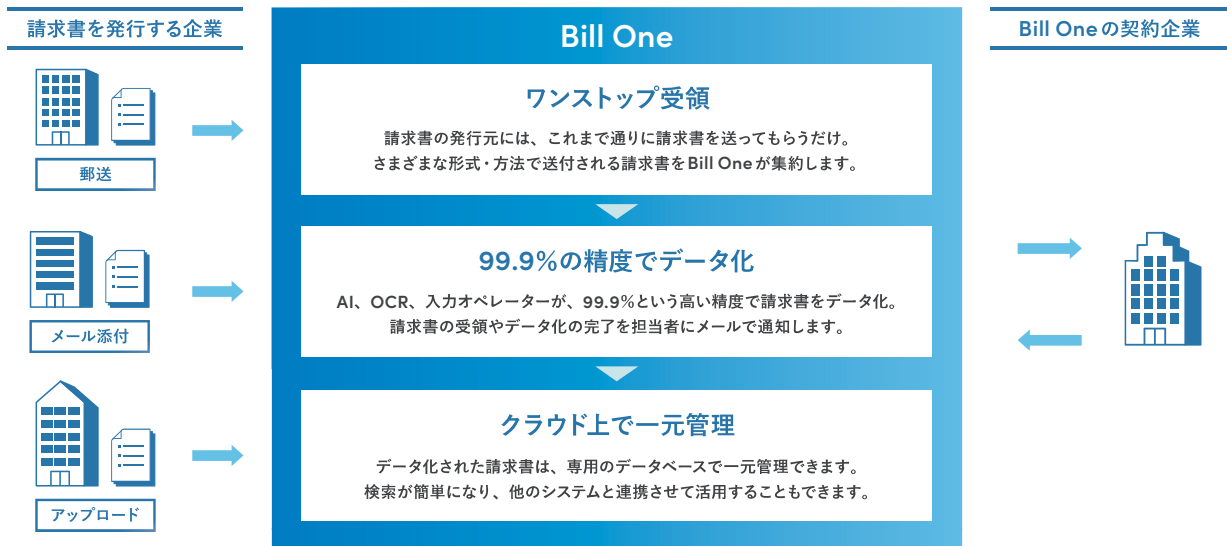 請求書を発行する企業
郵送
メール添付
アップロード
Bill One
ワンストップ受領
請求書の発行元には、これまで通りに請求書を送ってもらうだけ。
さまざまな形式・方法で送付される請求書をBill Oneが集約します。
99.9%の精度でデータ化
AI、OCR、入力オペレーターが、99.9%という高い精度で請求書をデータ化。
請求書の受領やデータ化の完了を担当者にメールで通知します。
クラウド上で一元管理
データ化された請求書は、専用のデータベースで一元管理できます。
検索が簡単になり、他のシステムと連携させて活用することもできます。
Bill Oneの契約企業